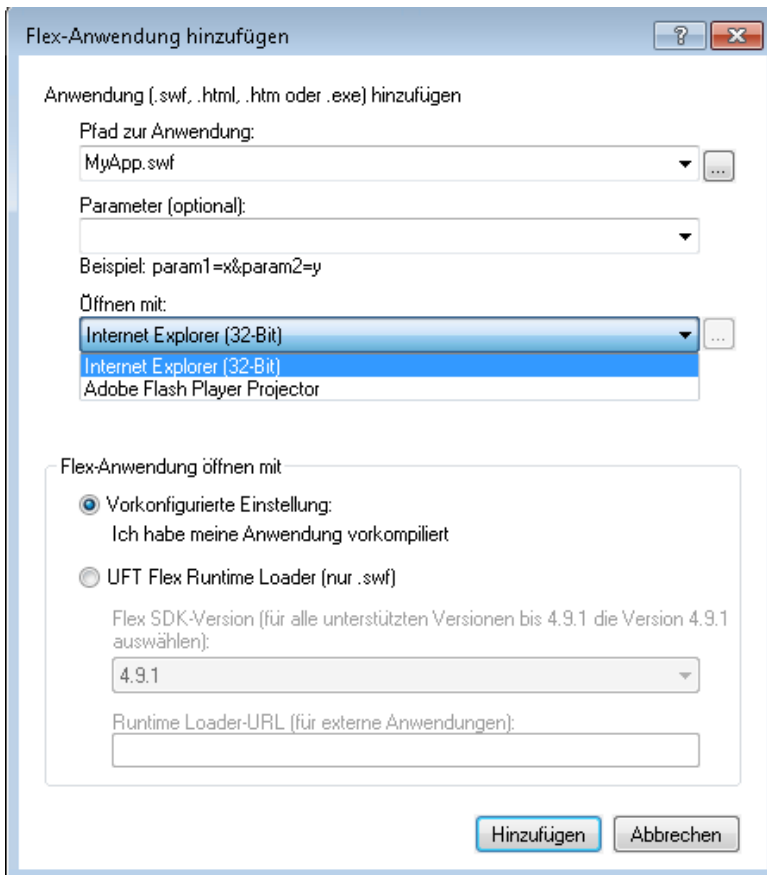 Flex-Anwendung hinzufügen
?
Anwendung (.swf, .html, .htm oder .exe) hinzufügen
Pfad zur Anwendung:
MyApp.swf
...
Parameter (optional):
Beispiel: param1=x&param2=y
Öffnen mit:
Internet Explorer (32-Bit)
...
Internet Explorer (32-Bit)
Adobe Flash Player Projector
Flex-Anwendung öffnen mit
Vorkonfigurierte Einstellung:
Ich habe meine Anwendung vorkompiliert
UFT Flex Runtime Loader (nur .swf)
Flex SDK-Version (für alle unterstützten Versionen bis 4.9.1 die Version 4.9.1
auswählen):
4.9.1
Runtime Loader-URL (für externe Anwendungen):
Hinzufügen Abbrechen